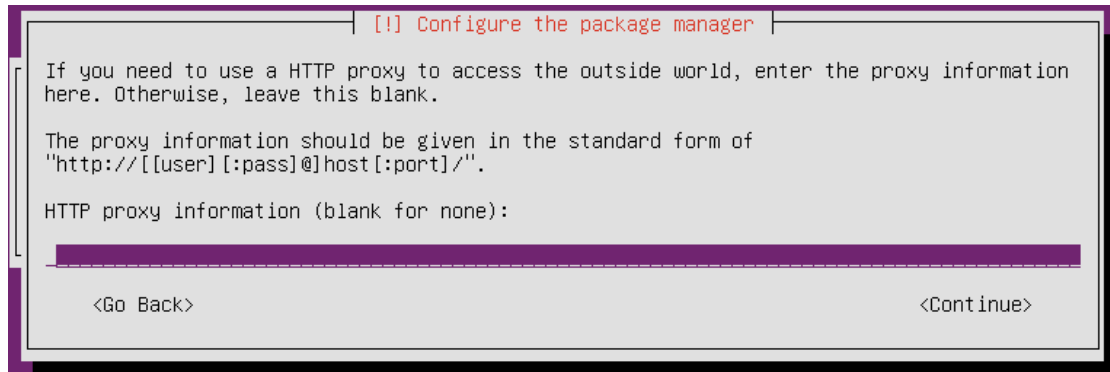 [!] Configure the package manager
If you need to use a HTTP proxy to access the outside world, enter the proxy information
here. Otherwise, leave this blank.
The proxy information should be given in the standard form of
"http://[[user][:pass]@]host[:port]/".
HTTP proxy information (blank for none):
<Go Back> <Continue>